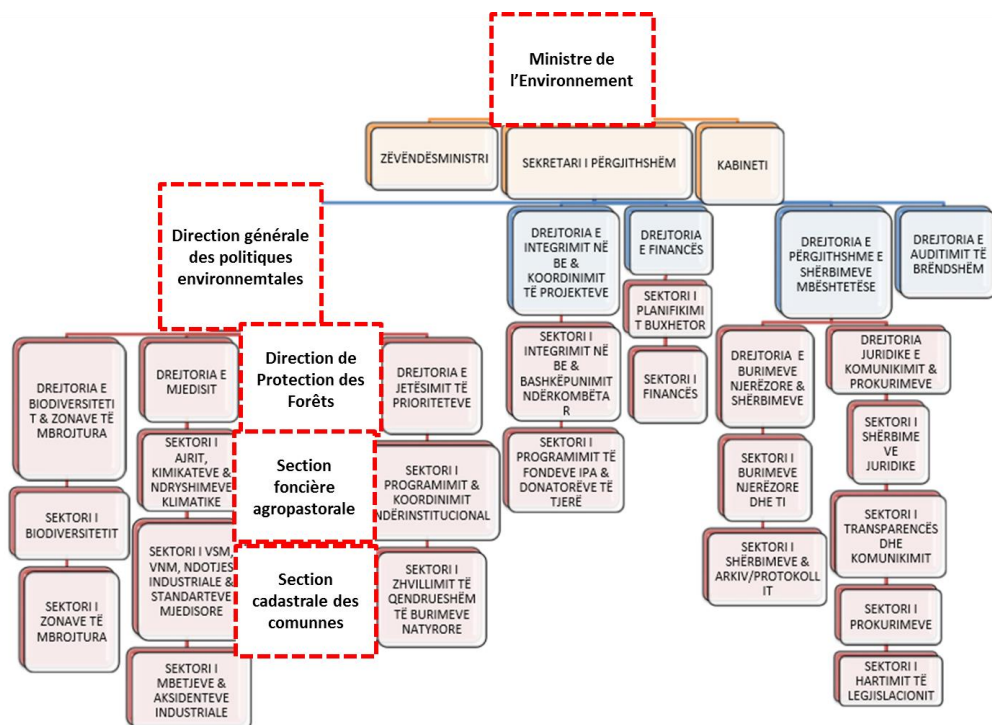 Ministre de
l'Environnement
ZËVËNDËSMINISTRI
SEKRETARI I PËRGJITHSHËM
KABINETI
Direction générale
des politiques
environnemtales
DREJTORIA E
INTEGRIMIT NË
BE &
KOORDINIMIT
TË PROJEKTEVE
DREJTORIA
E FINANCËS
DREJTORIA E
PËRGJITHSHME E
SHËRBIMEVE
MBËSHTETËSE
DREJTORIA E
AUDITIMIT TË
BRËNDSHËM
SEKTORI I
PLANIFIKIMI
T BUXHETOR
SEKTORI I
FINANCËS
SEKTORI I
INTEGRIMIT NË
BE &
BASHKËPUNIMIT
NDËRKOMBËTA
R
SEKTORI I
PROGRAMIMIT TË
FONDEVE IPA &
DONATORËVE TË
TJERË
DREJTORIA E
BURIMEVE
NJERËZORE &
SHËRBIMEVE
SEKTORI I
BURIMEVE
NJERËZORE
DHE TI
SEKTORI I
SHËRBIMEVE &
ARKIV/PROTOKOLL
IT
DREJTORIA
JURIDIKE E
KOMUNIKIMIT &
PROKURIMEVE
SEKTORI I
SHËRBIME
VE
JURIDIKE
SEKTORI I
TRANSPARENCËS
DHE
KOMUNIKIMIT
SEKTORI I
PROKURIMEVE
SEKTORI I
HARTIMIT TË
LEGJISLACIONIT
DREJTORIA E
BIODIVERSITETI
T & ZONAVE TË
MBROJTURA
SEKTORI I
BIODIVERSITETIT
SEKTORI I
ZONAVE TË
MBROJTURA
DREJTORIA E
MJEDISIT
SEKTORI I
AJRIT,
KIMIKATEVE &
NDRYSHIMEVE
KLIMATIKE
SEKTORI I VSM,
VNM, NDOTJES
INDUSTRIALE &
STANDARTEVE
MJEDISORE
SEKTORI I
MBETJEVE &
AKSIDENTEVE
INDUSTRIALE
Direction de
Protection des
Forêts
Section
foncière
agropastorale
Section
cadastrale des
comunnes
DREJTORIA E
JETËSIMIT TË
PRIORITETEVE
SEKTORI I
PROGRAMIMIT &
KOORDINIMIT
NDËRINSTITUCIONAL
SEKTORI I
ZHVILLIMIT TË
QENDRUESHËM
TË BURIMEVE
NATYRORE